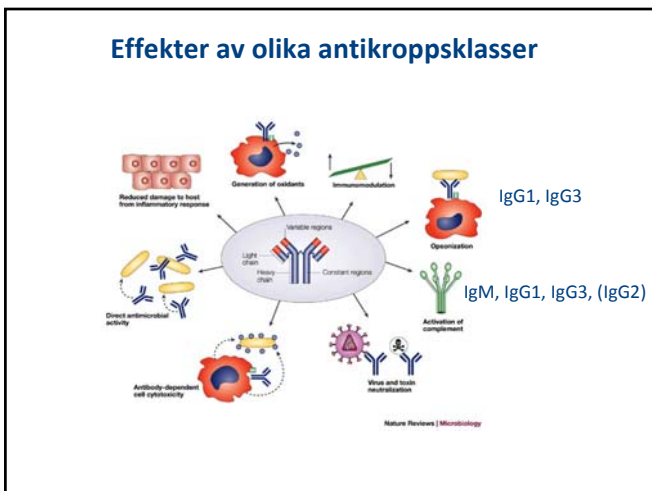 Effekter av olika antikroppsklasser
Generation of oxidants
Immunomodulation
Reduced damage to host
from inflammatory response
IgG1, IgG3
Opsonization
Variable regions
Light
chain
Heavy
chain
Constant regions
Direct antimicrobial
activity
IgM, IgG1, IgG3, (IgG2)
Activation of
complement
Antibody-dependent
cell cytotoxicity
Virus and toxin
neutralization
Nature Reviews | Microbiology